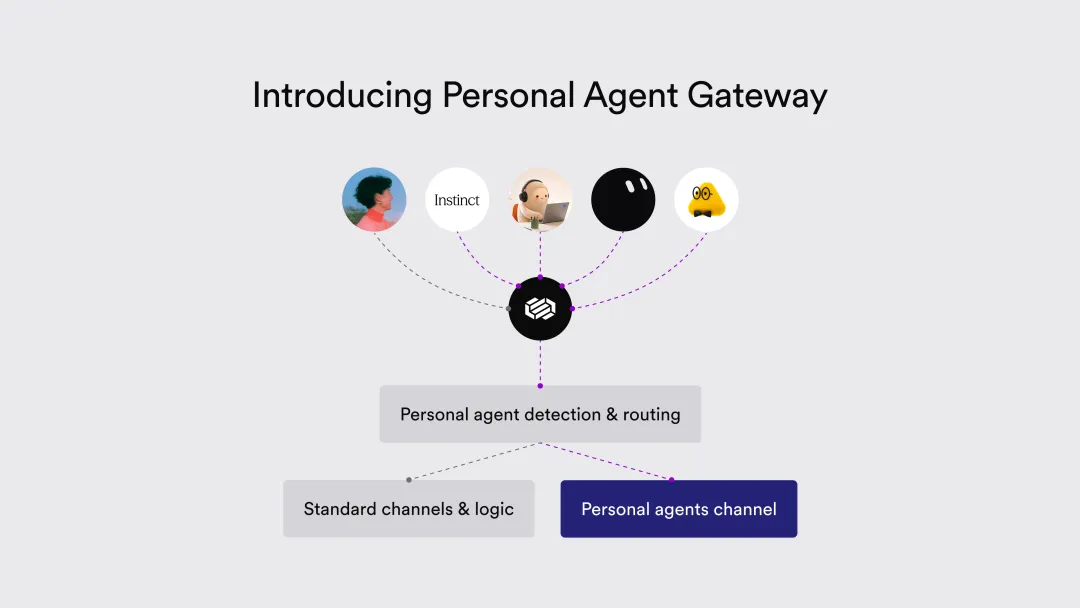 Introducing Personal Agent Gateway
Instinct
Personal agent detection & routing
Standard channels & logic
Personal agents channel